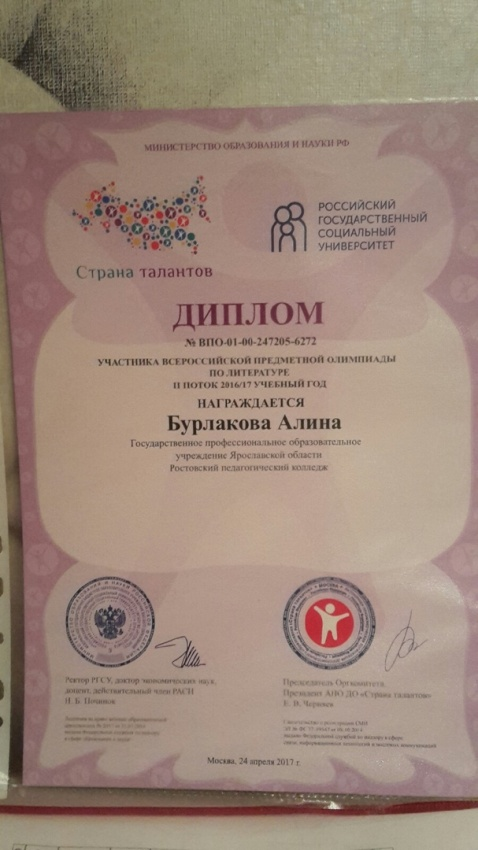 МИНИСТЕРСТВО ОБРАЗОВАНИЯ И НАУКИ РФ
Страна талантов
РОССИЙСКИЙ
ГОСУДАРСТВЕННЫЙ
СОЦИАЛЬНЫЙ
УНИВЕРСИТЕТ
ДИПЛОМ
№ ВПО-01-00-247205-6272
УЧАСТНИКА ВСЕРОССИЙСКОЙ ПРЕДМЕТНОЙ ОЛИМПИАДЫ
ПО ЛИТЕРАТУРЕ
II ПОТОК 2016/17 УЧЕБНЫЙ ГОД
НАГРАЖДАЕТСЯ
Бурлакова Алина
Государственное профессиональное образовательное
учреждение Ярославской области
Ростовский педагогический колледж
Ректор РГСУ, доктор экономических наук,
доцент, действительный член РАСН
Н. Б. Починок
Председатель Оргкомитета,
Президент АНО ДО «Страна талантов»
Москва, 24 апреля 2017 г.